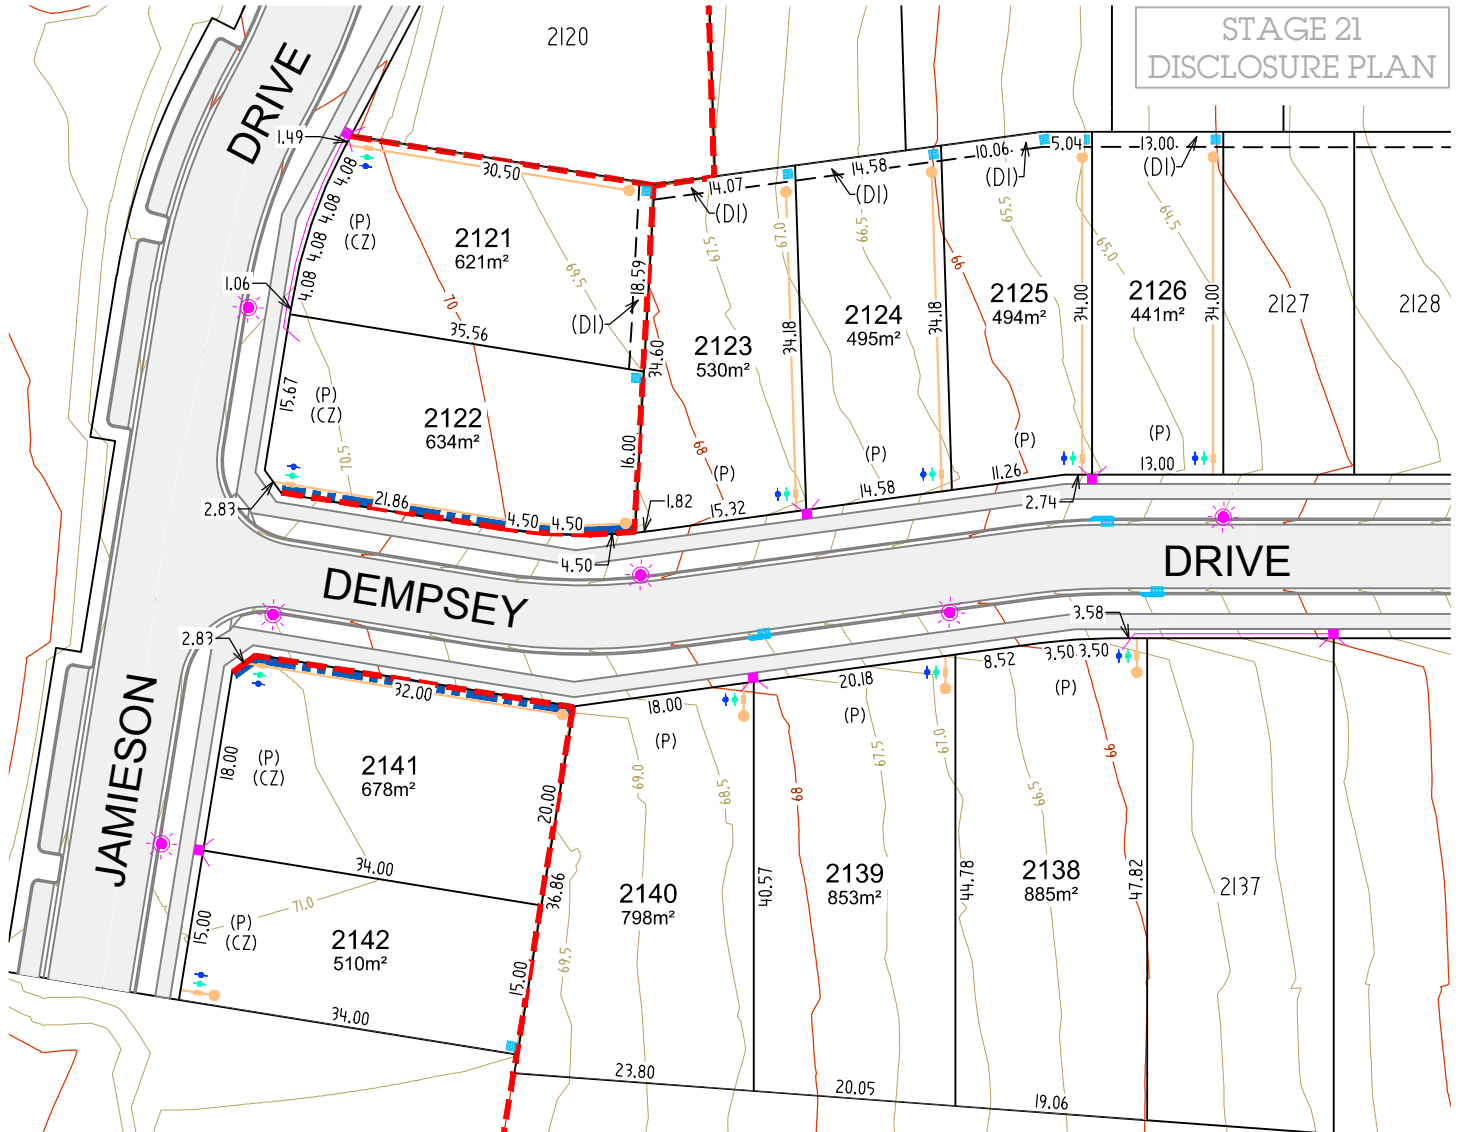 STAGE 21
DISCLOSURE PLAN
2120
DRIVE
1.49
30.50
4.08
4.08
4.08
4.08
(P)
(CZ)
2121
621m²
69.5
70
1.06
18.59
(DI)
35.56
14.07
(DI)
14.58
(DI)
10.06
(DI)
5.04
13.00
(DI)
67.5
67.0
66.5
66
65.5
65.0
64.5
2123
530m²
34.60
34.18
2124
495m²
34.18
2125
494m²
34.00
2126
441m²
34.00
2127
2128
15.67
(P)
(CZ)
2122
634m²
70.5
16.00
68
(P)
(P)
(P)
(P)
2.83
21.86
4.50
4.50
4.50
1.82
15.32
14.58
11.26
2.74
13.00
DEMPSEY
DRIVE
JAMIESON
2.83
32.00
18.00
20.18
8.52
3.50
3.50
3.58
(P)
(P)
(P)
18.00
(P)
(CZ)
2141
678m²
20.00
69.0
68.5
68
67.5
67.0
66.5
66
34.00
36.86
2140
798m²
40.57
2139
853m²
44.78
2138
885m²
47.82
2137
71.0
15.00
(P)
(CZ)
2142
510m²
15.00
69.5
34.00
23.80
20.05
19.06